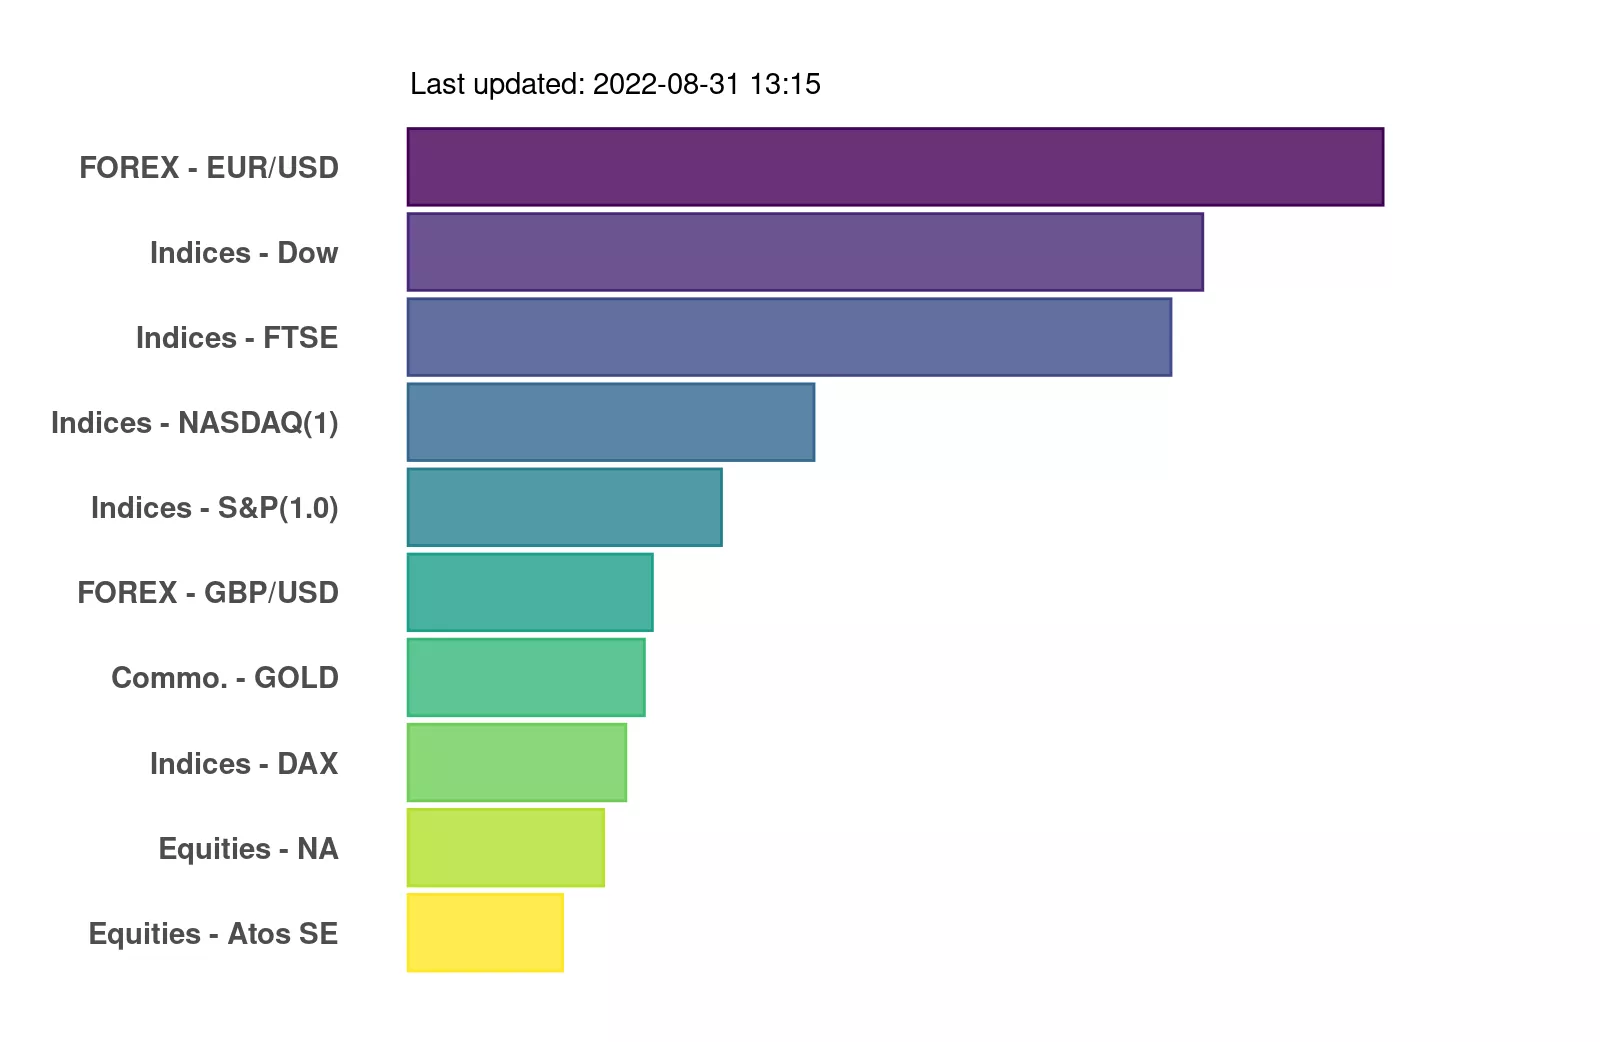 Last updated: 2022-08-31 13:15
FOREX - EUR/USD
Indices - Dow
Indices - FTSE
Indices - NASDAQ(1)
Indices - S&P(1.0)
FOREX - GBP/USD
Commo. - GOLD
Indices - DAX
Equities - NA
Equities - Atos SE